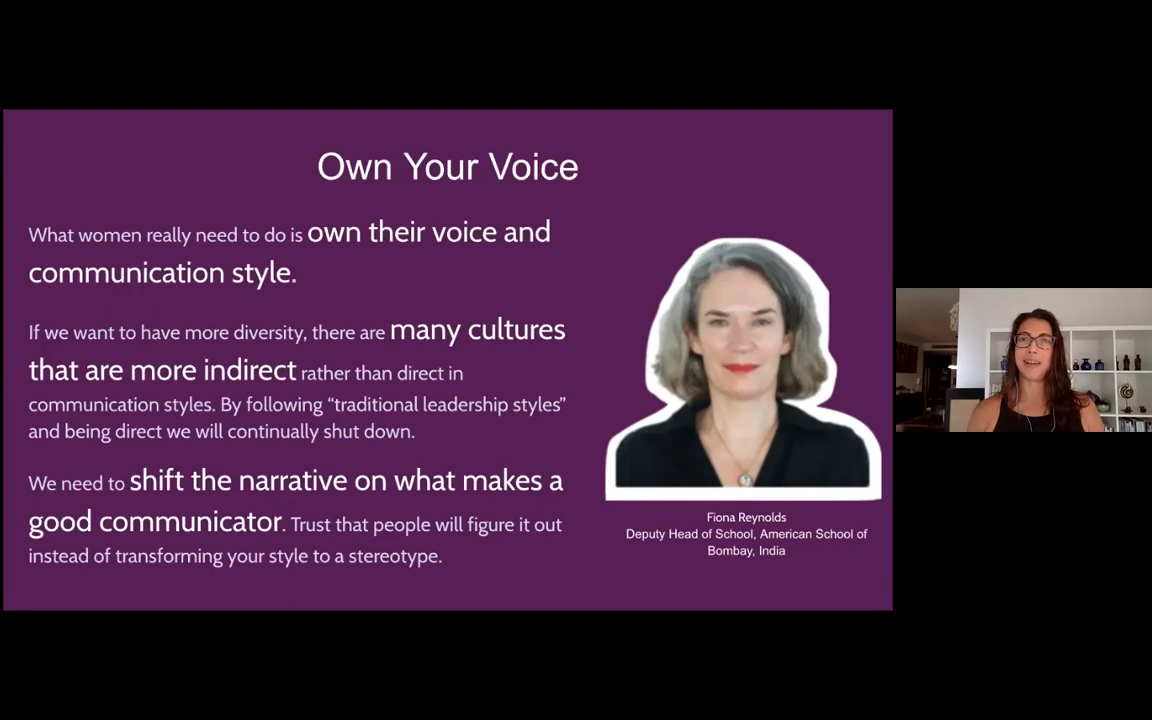 Own Your Voice
What women really need to do is own their voice and
communication style.
If we want to have more diversity, there are many cultures
that are more indirect rather than direct in
communication styles. By following “traditional leadership styles”
and being direct we will continually shut down.
We need to shift the narrative on what makes a
good communicator. Trust that people will figure it out
instead of transforming your style to a stereotype.
Fiona Reynolds
Deputy Head of School, American School of
Bombay, India